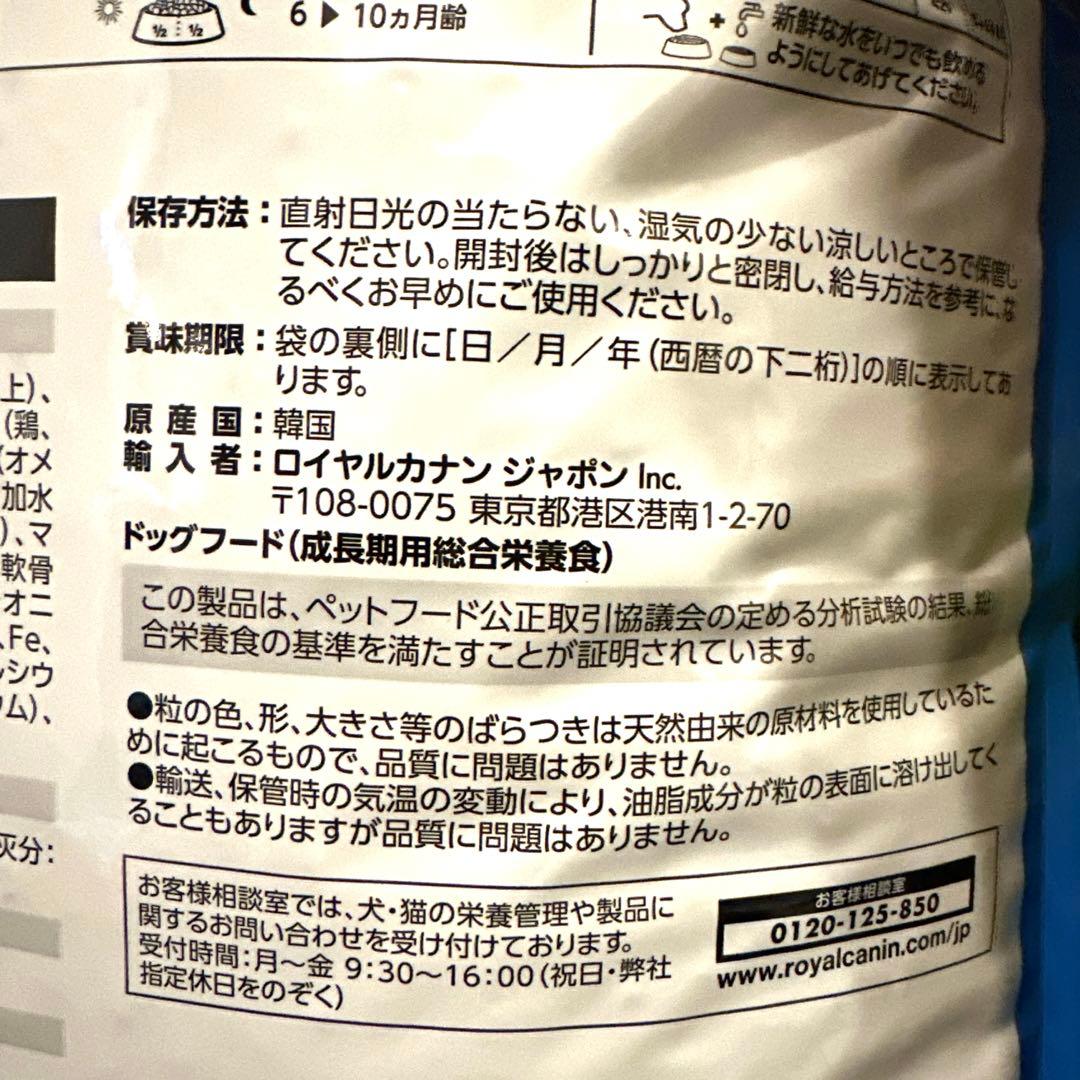 ½ : ½
6 ▶ 10ヵ月齢
+
新鮮な水をいつでも飲める
ようにしてあげてください。
保存方法：直射日光の当たらない、湿気の少ない涼しいところで保管し
てください。開封後はしっかりと密閉し、給与方法を参考に、な
るべくお早めにご使用ください。
賞味期限：袋の裏側に[日／月／年（西暦の下二桁）]の順に表示してあ
ります。
原産国：韓国
輸入者：ロイヤルカナン ジャポン Inc.
〒108-0075 東京都港区港南1-2-70
ドッグフード（成長期用総合栄養食）
この製品は、ペットフード公正取引協議会の定める分析試験の結果、総
合栄養食の基準を満たすことが証明されています。
●粒の色、形、大きさ等のばらつきは天然由来の原材料を使用しているた
めに起こるもので、品質に問題はありません。
●輸送、保管時の気温の変動により、油脂成分が粒の表面に溶け出してく
ることもありますが品質に問題はありません。
お客様相談室では、犬・猫の栄養管理や製品に
関するお問い合わせを受け付けております。
受付時間：月～金 9:30～16:00（祝日・弊社
指定休日をのぞく）
お客様相談室
0120-125-850
www.royalcanin.com/jp
上）、
（鶏、
（オメ
加水
）、マ
軟骨
オニ
、Fe、
シウ
ム）、
灰分：